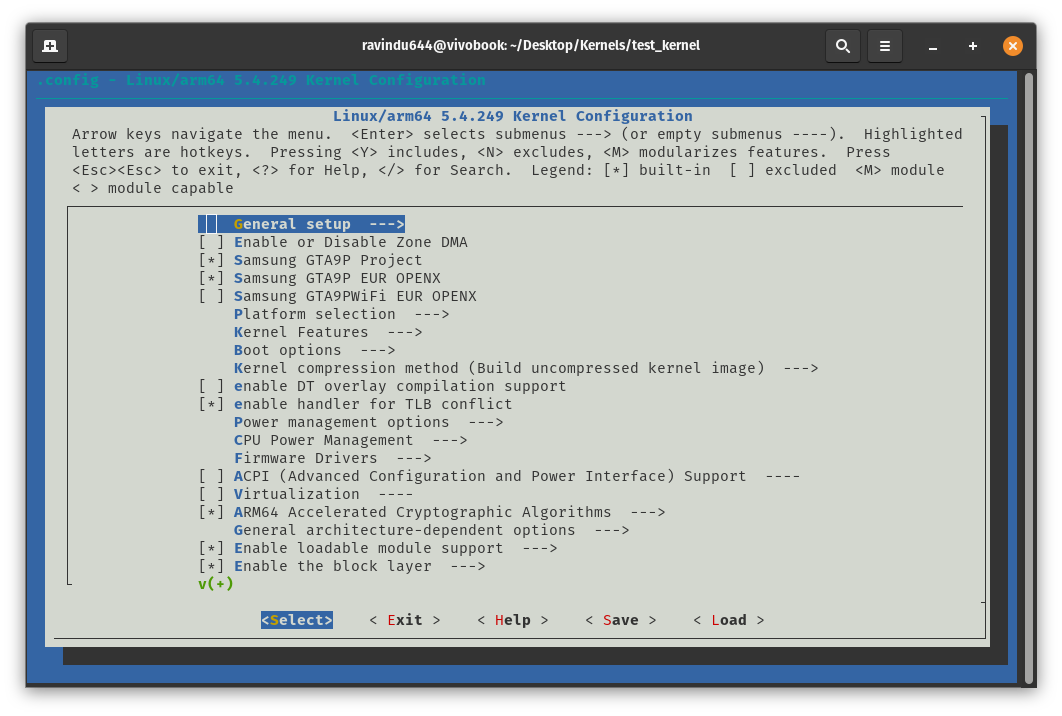 ravindu644@vivobook: ~/Desktop/Kernels/test_kernel
.config - Linux/arm64 5.4.249 Kernel Configuration
Linux/arm64 5.4.249 Kernel Configuration
Arrow keys navigate the menu.  <Enter> selects submenus ---> (or empty submenus ----).  Highlighted
letters are hotkeys.  Pressing <Y> includes, <N> excludes, <M> modularizes features.  Press
<Esc><Esc> to exit, <?> for Help, </> for Search.  Legend: [*] built-in  [ ] excluded  <M> module
< > module capable
General setup  --->
[ ] Enable or Disable Zone DMA
[*] Samsung GTA9P Project
[*] Samsung GTA9P EUR OPENX
[ ] Samsung GTA9PWiFi EUR OPENX
Platform selection  --->
Kernel Features  --->
Boot options  --->
Kernel compression method (Build uncompressed kernel image)  --->
[ ] enable DT overlay compilation support
[*] enable handler for TLB conflict
Power management options  --->
CPU Power Management  --->
Firmware Drivers  --->
[ ] ACPI (Advanced Configuration and Power Interface) Support  ----
[ ] Virtualization  ----
[*] ARM64 Accelerated Cryptographic Algorithms  --->
General architecture-dependent options  --->
[*] Enable loadable module support  --->
[*] Enable the block layer  --->
v(+)
<Select>    < Exit >    < Help >    < Save >    < Load >